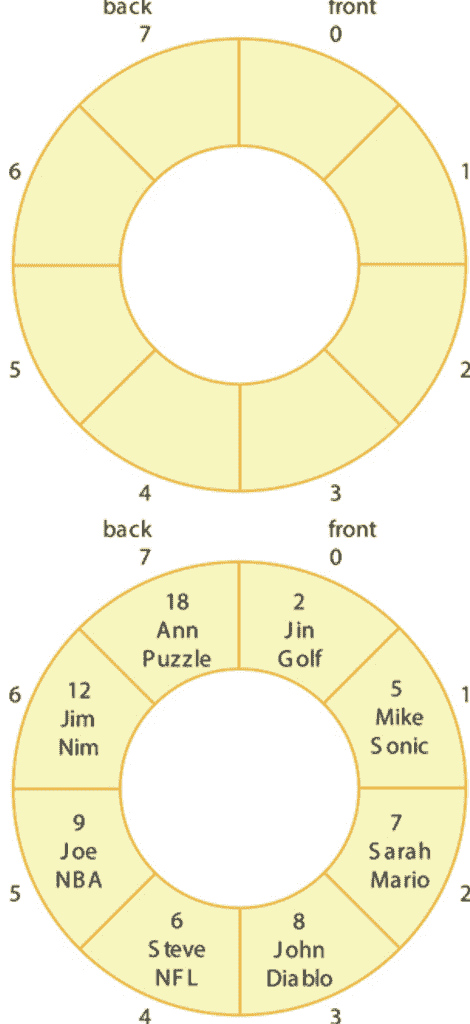 back front
7 0
6 1
5 2
4 3
back front
7 0
18
Ann
Puzzle
2
Jin
Golf
6
12
Jim
Nim
5
Mike
Sonic
1
9
Joe
NBA
7
Sarah
Mario
5
2
6
Steve
NFL
8
John
Diablo
4 3